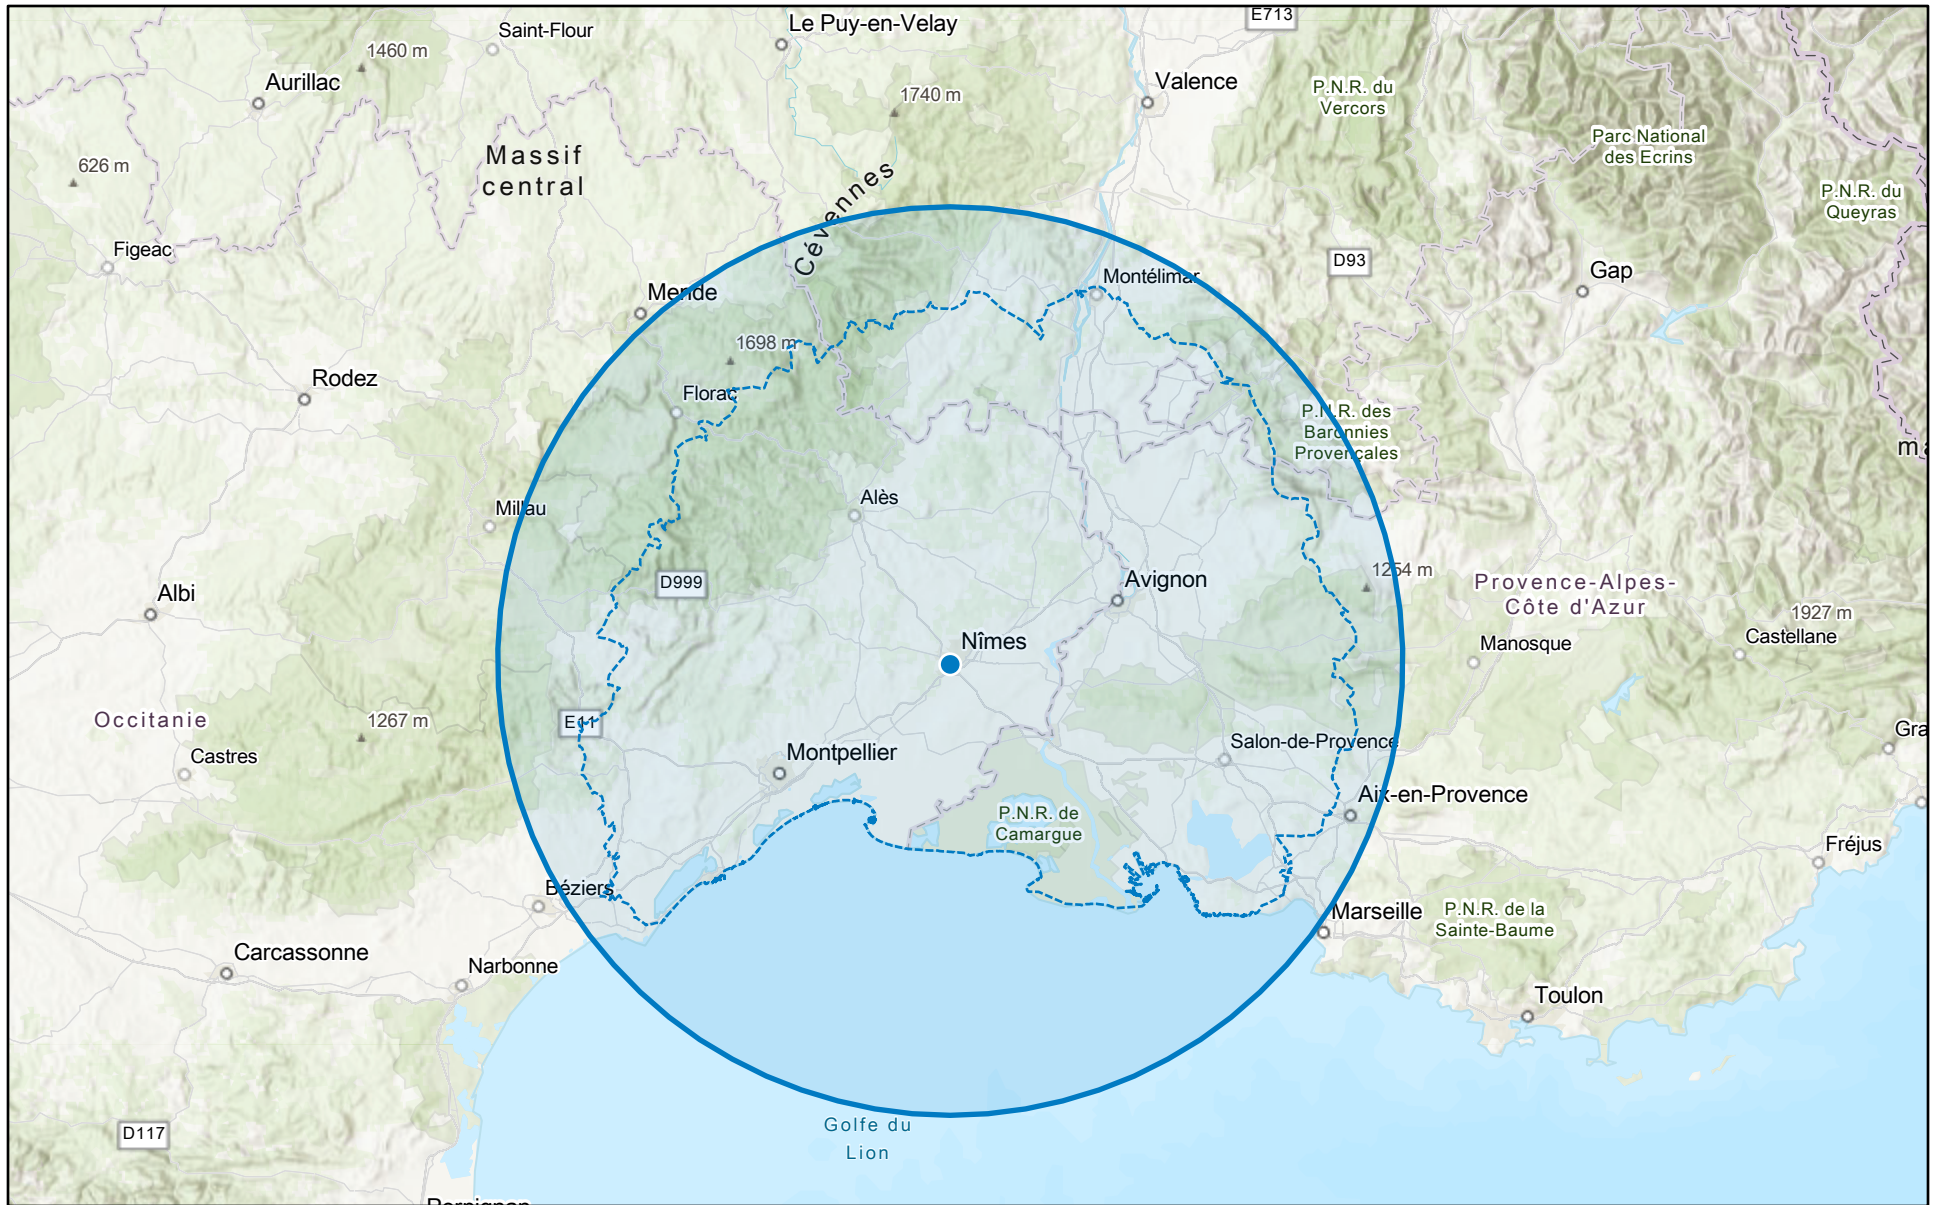 E713
Le Puy-en-Velay
Saint-Flour
1460 m
Aurillac
Valence
1740 m
P.N.R. du
Vercors
Parc National
des Ecrins
Massif
central
626 m
P.N.R. du
Queyras
Cévennes
Figeac
D93
Gap
Montélimar
Mende
1698 m
Rodez
Florac
P.N.R. des
Baronnies
Provençales
Alès
Millau
D999
Avignon
1254 m
Provence-Alpes-
Côte d'Azur
Albi
1927 m
Castellane
Nîmes
Manosque
Occitanie
1267 m
E11
Gra
Salon-de-Provence
Montpellier
Castres
Aix-en-Provence
P.N.R. de
Camargue
Fréjus
Béziers
Marseille
P.N.R. de la
Sainte-Baume
Carcassonne
Narbonne
Toulon
Golfe du
Lion
D117